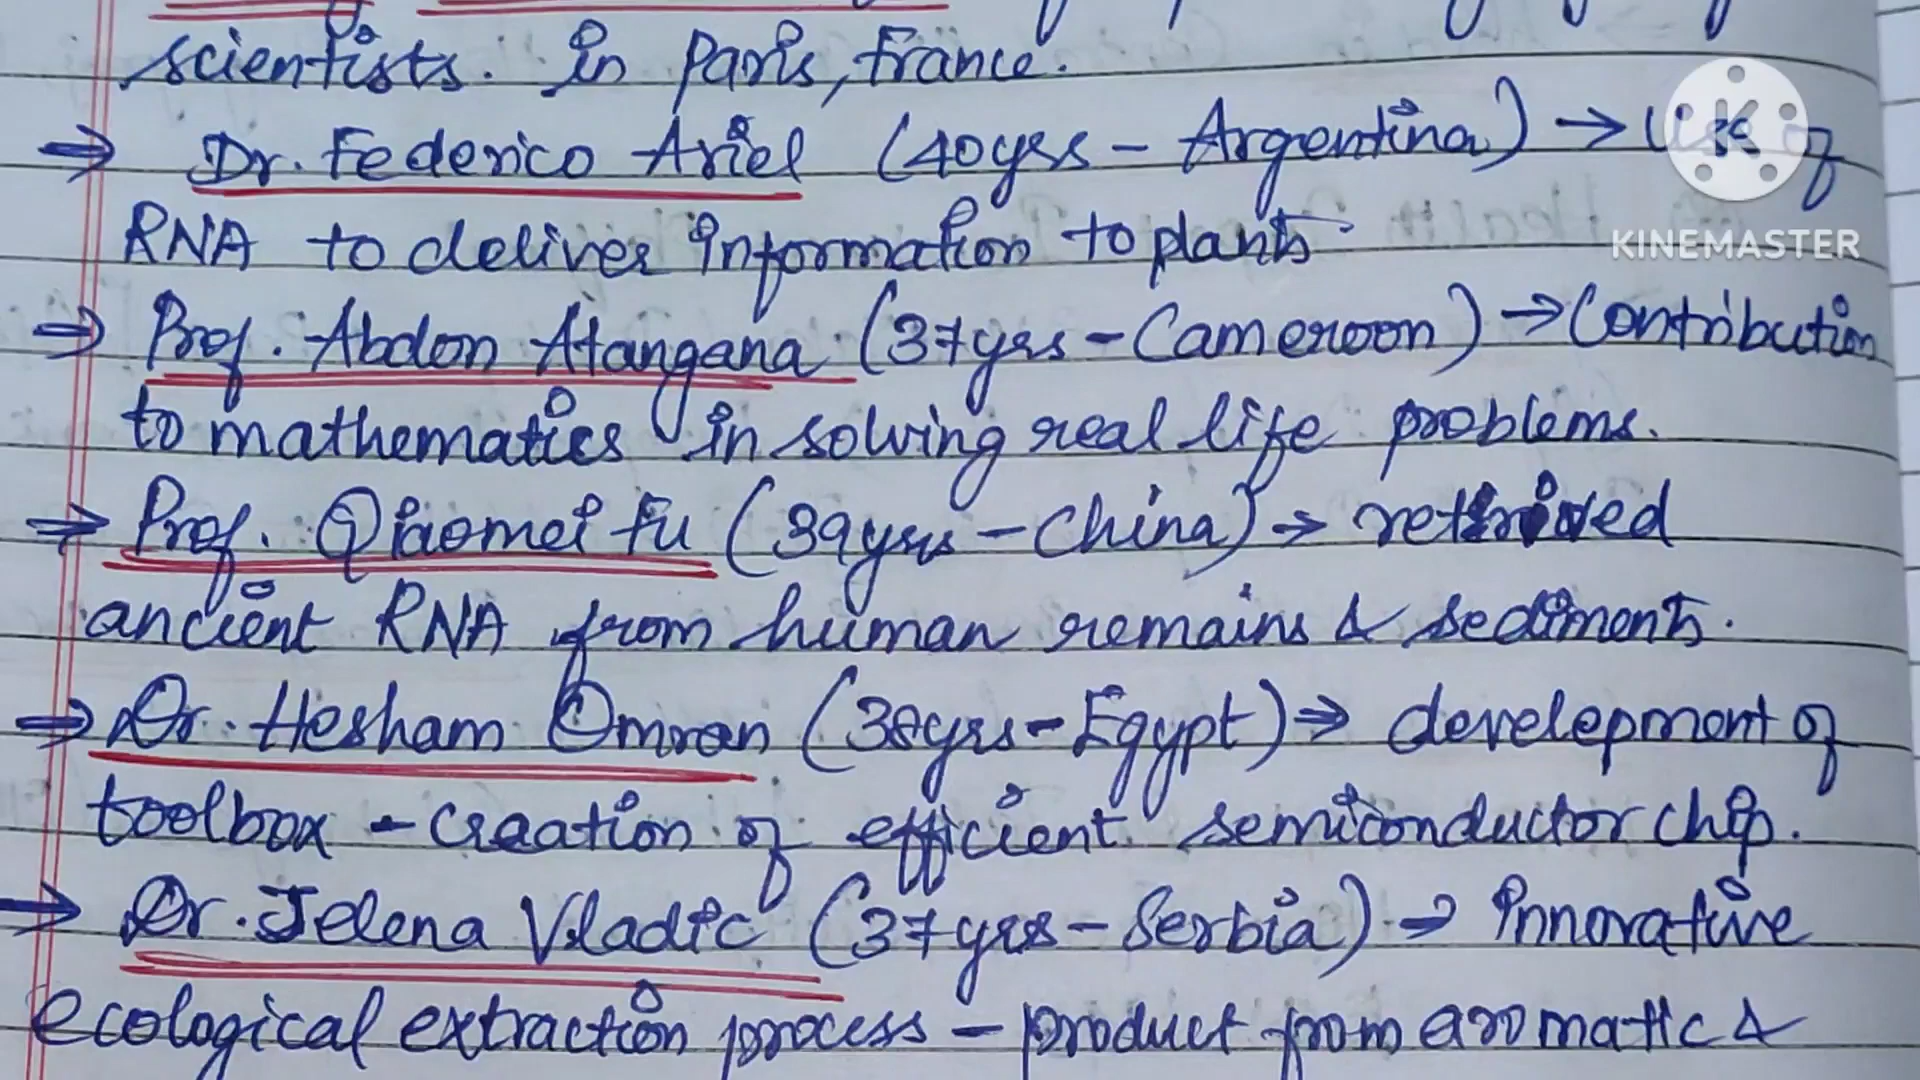 scientists. in Paris, France.
⇒ Dr. Federico Ariel (40yrs - Argentina) → Use of
RNA to deliver information to plants.
⇒ Prof. Abdon Atangana (37yrs - Cameroon) → Contribution
to mathematics in solving real life problems.
⇒ Prof. Qiaomei Fu (39yrs - China) → retrived
ancient RNA from human remains & sediments.
⇒ Dr. Hesham Omran (38yrs - Egypt) ⇒ development of
toolbox - creation of efficient semiconductor chip.
⇒ Dr. Jelena Vladic (37yrs - Serbia) → innovative
ecological extraction process - product from aromatic &
K
KINEMASTER